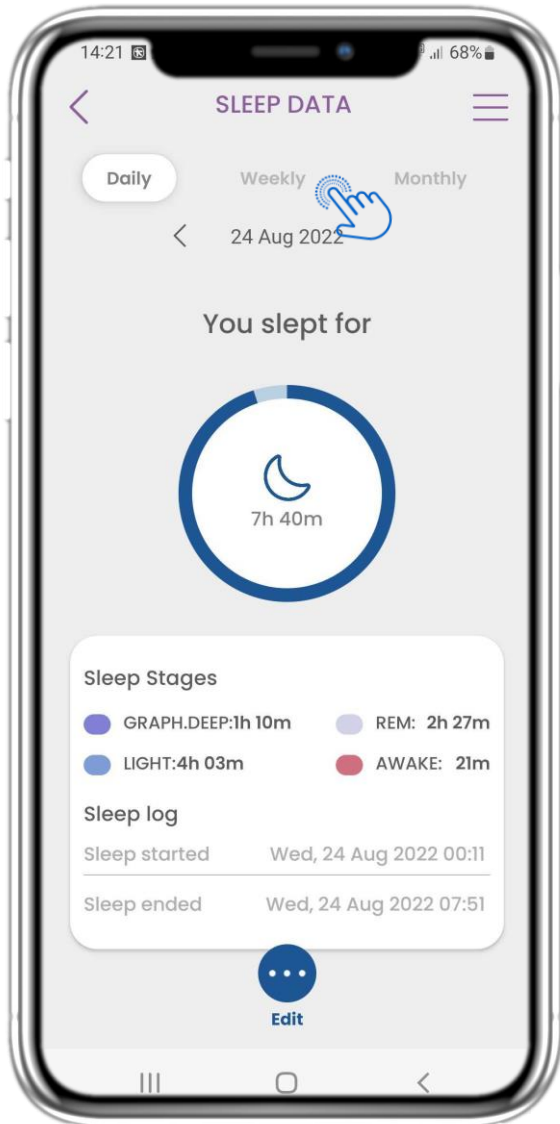 14:21 68%
SLEEP DATA
Daily Weekly Monthly
24 Aug 2022
You slept for
7h 40m
Sleep Stages
GRAPH.DEEP:1h 10m REM: 2h 27m
LIGHT:4h 03m AWAKE: 21m
Sleep log
Sleep started Wed, 24 Aug 2022 00:11
Sleep ended Wed, 24 Aug 2022 07:51
Edit